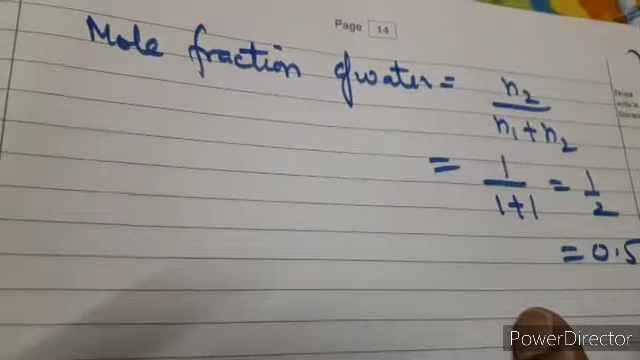 Page 14
Mole fraction of water = n₂ / n₁ + n₂
= 1 / 1+1 = 1 / 2
= 0.5
PowerDirector